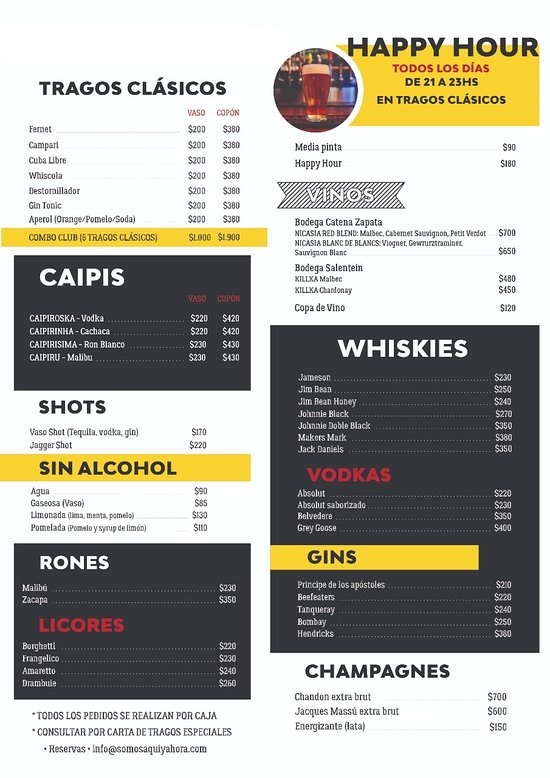 TRAGOS CLÁSICOS
VASO COPÓN
Fernet $200 $380
Campari $200 $380
Cuba Libre $200 $380
Whiscola $200 $380
Destornillador $200 $380
Gin Tonic $200 $380
Aperol (Orange/Pomelo/Soda) $200 $380
COMBO CLUB (6 TRAGOS CLÁSICOS) $1.000 $1.900
CAIPIS
VASO COPÓN
CAIPIROSKA - Vodka $220 $420
CAIPIRINHA - Cachaca $220 $420
CAIPIRISIMA - Ron Blanco $230 $430
CAIPIRU - Malibu $230 $430
SHOTS
Vaso Shot (Tequila, vodka, gin) $170
Jagger Shot $220
SIN ALCOHOL
Agua $90
Gaseosa (Vaso) $85
Limonada (lima, menta, pomelo) $130
Pomelada (Pomelo y syrup de limón) $110
RONES
Malibú $230
Zacapa $350
LICORES
Borghetti $220
Frangelico $230
Amaretto $240
Drambuie $260
* TODOS LOS PEDIDOS SE REALIZAN POR CAJA
* CONSULTAR POR CARTA DE TRAGOS ESPECIALES
• Reservas • info@somosaquiyahora.com
HAPPY HOUR
TODOS LOS DÍAS
DE 21 A 23HS
EN TRAGOS CLÁSICOS
Media pinta $90
Happy Hour $180
VINOS
Bodega Catena Zapata
NICASIA RED BLEND: Malbec, Cabernet Sauvignon, Petit Verdot $700
NICASIA BLANC DE BLANCS: Viogner, Gewurztraminer,
Sauvignon Blanc $650
Bodega Salentein
KILLKA Malbec $480
KILLKA Chardonay $450
Copa de Vino $120
WHISKIES
Jameson $230
Jim Bean $250
Jim Bean Honey $240
Johnnie Black $270
Johnnie Doble Black $350
Makers Mark $380
Jack Daniels $350
VODKAS
Absolut $220
Absolut saborizado $230
Belvedere $350
Grey Goose $400
GINS
Principe de los apóstoles $210
Beefeaters $220
Tanqueray $240
Bombay $250
Hendricks $380
CHAMPAGNES
Chandon extra brut $700
Jacques Massú extra brut $600
Energizante (lata) $150